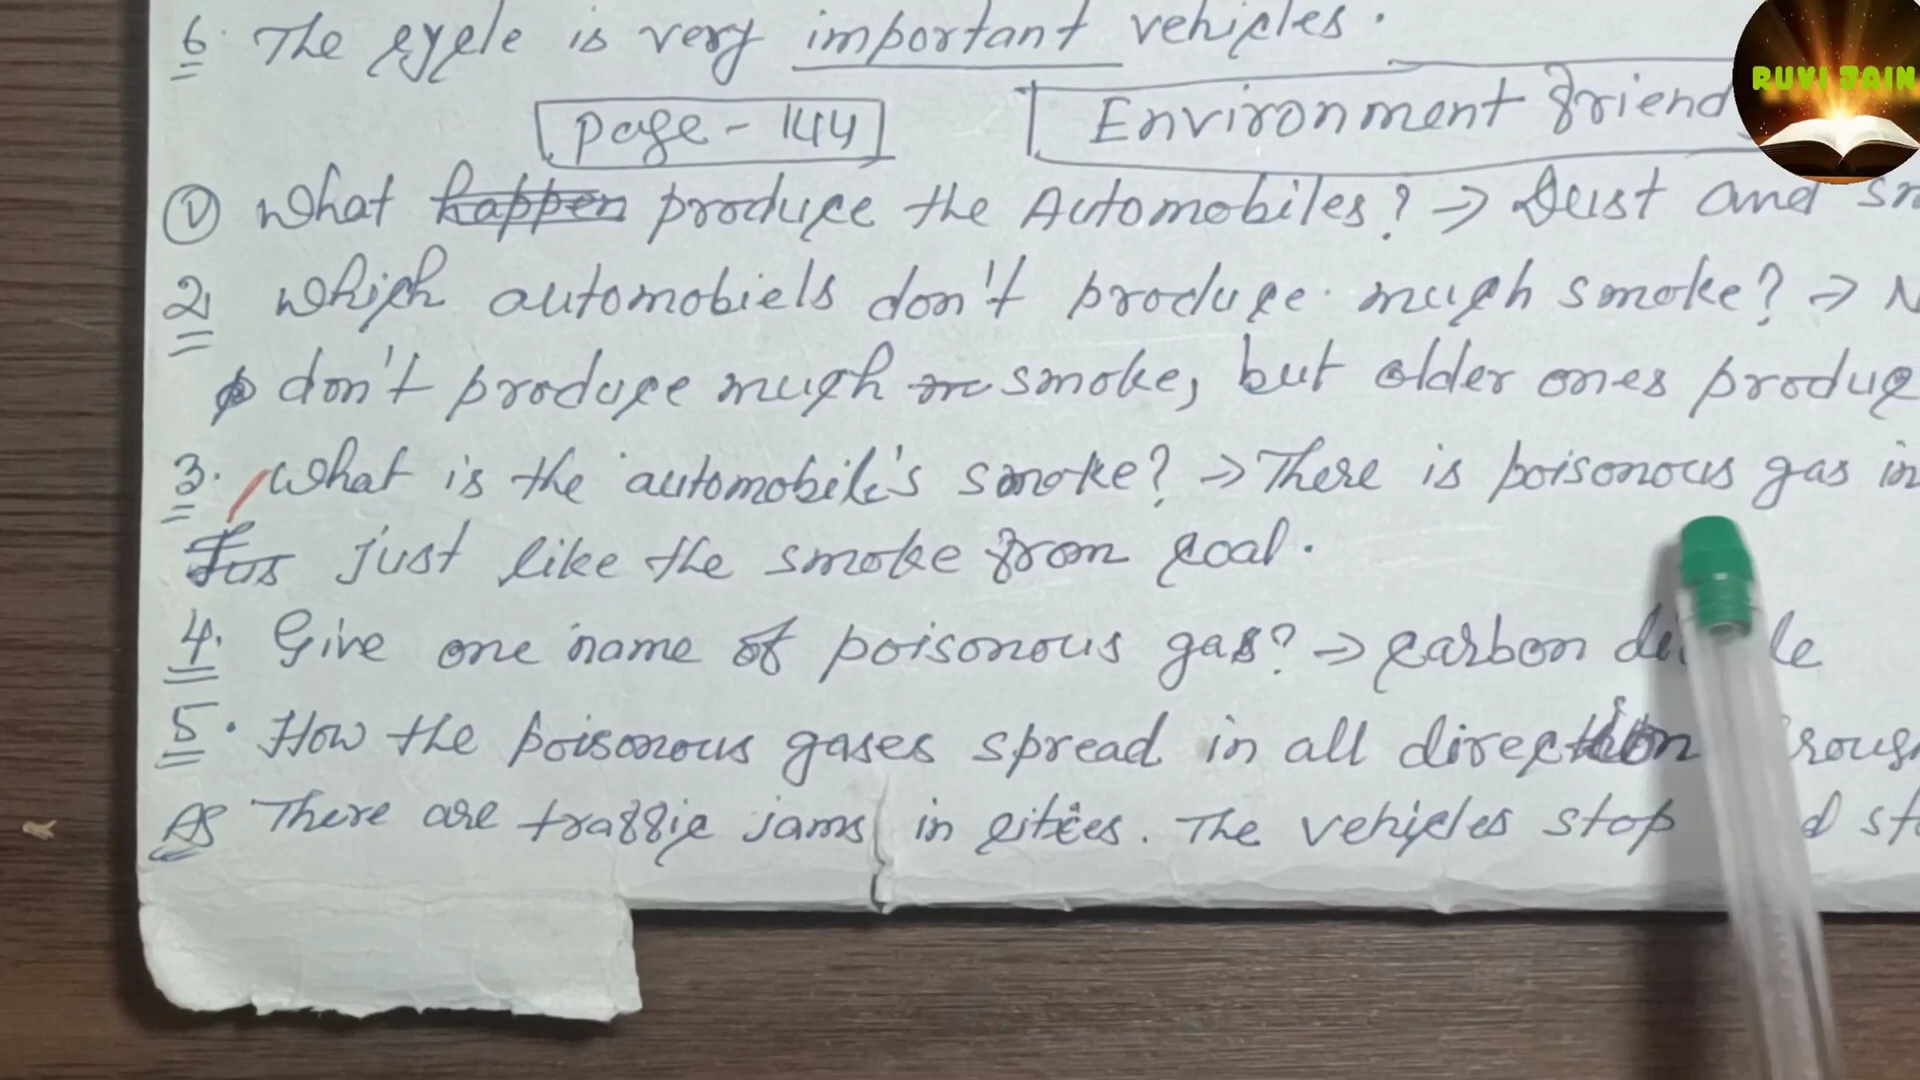 6. The cycle is very important vehicles.
RUVI JAIN
Page - 144
Environment friend
① What happen produce the Automobiles? → Dust and
2. Which automobiels don't produce much smoke? →
don't produce much smoke, but older ones produc
3. What is the automobile's smoke? → There is poisonous gas in
Jus just like the smoke from coal.
4. Give one name of poisonous gas? → carbon
5. How the poisonous gases spread in all direction
As There are traffic jams in cities. The vehicles stop